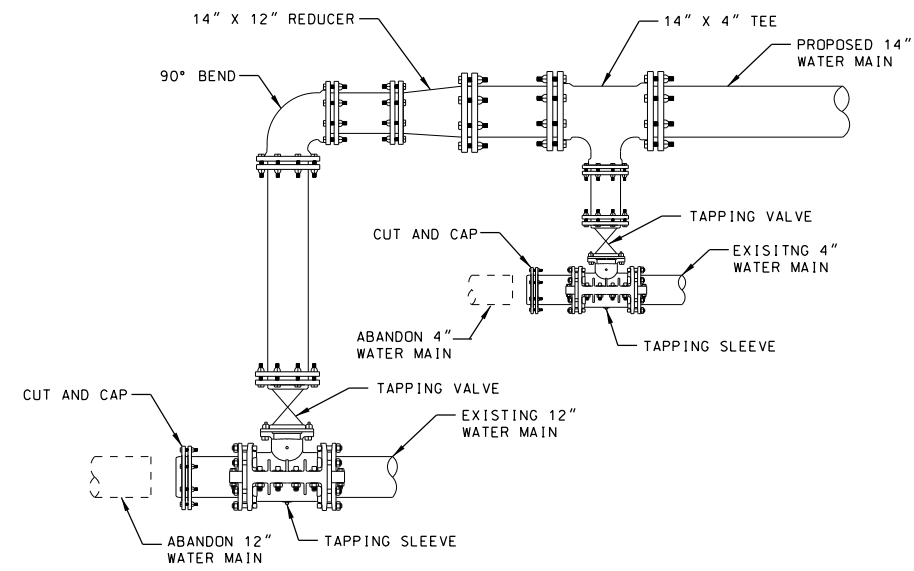 14" X 12" REDUCER
14" X 4" TEE
PROPOSED 14"
WATER MAIN
90° BEND
TAPPING VALVE
CUT AND CAP
EXISITNG 4"
WATER MAIN
ABANDON 4"
WATER MAIN
TAPPING SLEEVE
TAPPING VALVE
CUT AND CAP
EXISTING 12"
WATER MAIN
ABANDON 12"
WATER MAIN
TAPPING SLEEVE